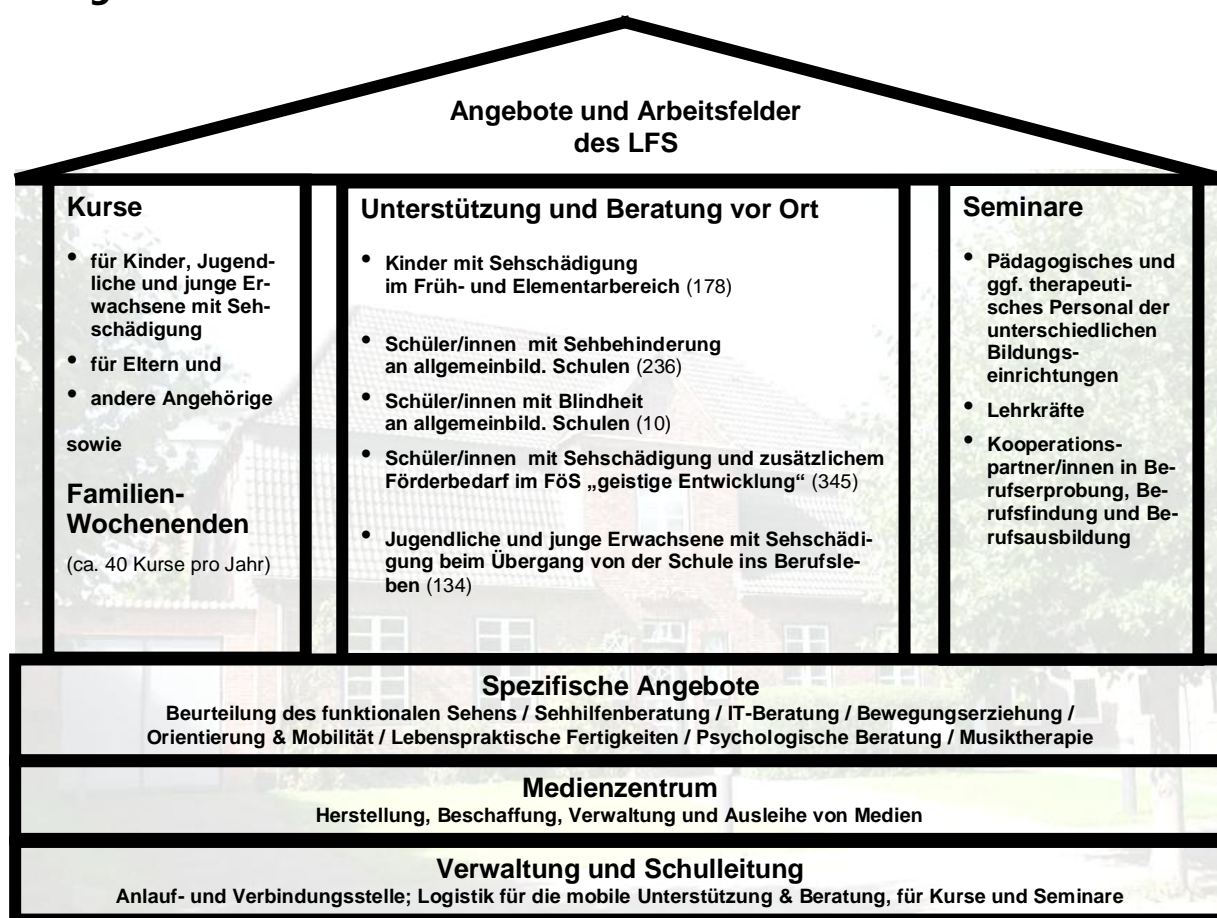 Angebote und Arbeitsfelder
des LFS
Kurse
• für Kinder, Jugend-
liche und junge Er-
wachsene mit Seh-
schädigung
• für Eltern und
• andere Angehörige
sowie
Familien-
Wochenenden
(ca. 40 Kurse pro Jahr)
Unterstützung und Beratung vor Ort
• Kinder mit Sehschädigung
im Früh- und Elementarbereich (178)
• Schüler/innen mit Sehbehinderung
an allgemeinbild. Schulen (236)
• Schüler/innen mit Blindheit
an allgemeinbild. Schulen (10)
• Schüler/innen mit Sehschädigung und zusätzlichem
Förderbedarf im FöS „geistige Entwicklung“ (345)
• Jugendliche und junge Erwachsene mit Sehschädi-
gung beim Übergang von der Schule ins Berufsle-
ben (134)
Seminare
• Pädagogisches und
ggf. therapeuti-
sches Personal der
unterschiedlichen
Bildungs-
einrichtungen
• Lehrkräfte
• Kooperations-
partner/innen in Be-
rufserprobung, Be-
rufsfindung und Be-
rufsausbildung
Spezifische Angebote
Beurteilung des funktionalen Sehens / Sehhilfenberatung / IT-Beratung / Bewegungserziehung /
Orientierung & Mobilität / Lebenspraktische Fertigkeiten / Psychologische Beratung / Musiktherapie
Medienzentrum
Herstellung, Beschaffung, Verwaltung und Ausleihe von Medien
Verwaltung und Schulleitung
Anlauf- und Verbindungsstelle; Logistik für die mobile Unterstützung & Beratung, für Kurse und Seminare